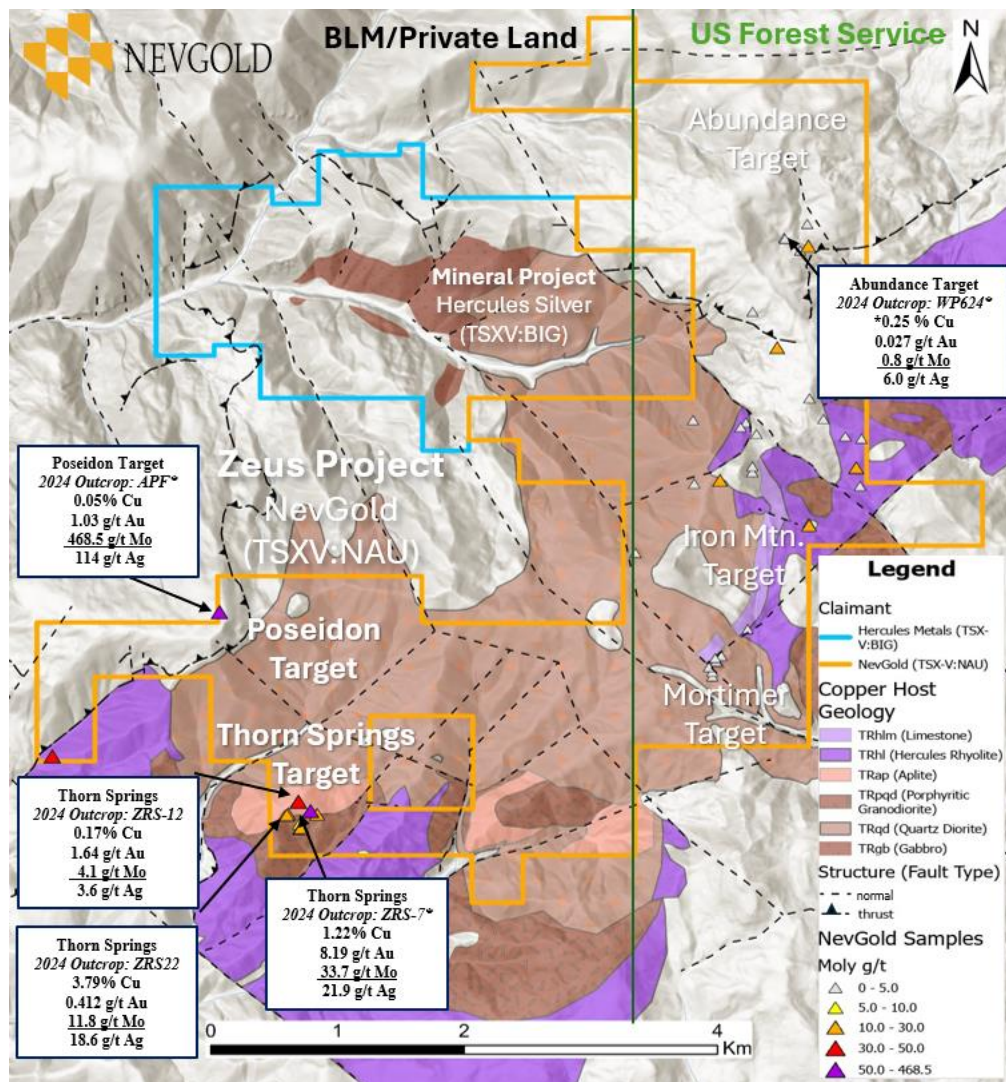 NEVGOLD
BLM/Private Land
US Forest Service
N
Abundance
Target
Mineral Project
Hercules Silver
(TSXV:BIG)
Abundance Target
2024 Outcrop: WP624*
*0.25 % Cu
0.027 g/t Au
0.8 g/t Mo
6.0 g/t Ag
Poseidon Target
2024 Outcrop: APF*
0.05% Cu
1.03 g/t Au
468.5 g/t Mo
114 g/t Ag
Zeus Project
NevGold
(TSXV:NAU)
Iron Mtn.
Target
Poseidon
Target
Mortimer
Target
Thorn Springs
Target
Thorn Springs
2024 Outcrop: ZRS-12
0.17% Cu
1.64 g/t Au
4.1 g/t Mo
3.6 g/t Ag
Thorn Springs
2024 Outcrop: ZRS-7*
1.22% Cu
8.19 g/t Au
33.7 g/t Mo
21.9 g/t Ag
Thorn Springs
2024 Outcrop: ZRS22
3.79% Cu
0.412 g/t Au
11.8 g/t Mo
18.6 g/t Ag
0 1 2 4
Km
Legend
Claimant
Hercules Metals (TSX-
V:BIG)
NevGold (TSX-V:NAU)
Copper Host
Geology
TRhlm (Limestone)
TRhl (Hercules Rhyolite)
TRap (Aplite)
TRpqd (Porphyritic
Granodiorite)
TRqd (Quartz Diorite)
TRgb (Gabbro)
Structure (Fault Type)
normal
thrust
NevGold Samples
Moly g/t
0 - 5.0
5.0 - 10.0
10.0 - 30.0
30.0 - 50.0
50.0 - 468.5